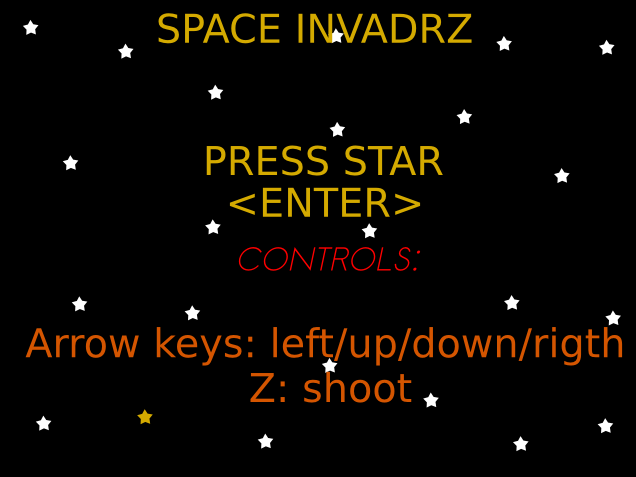 SPACE INVADRZ
PRESS STAR
<ENTER>
CONTROLS:
Arrow keys: left/up/down/rigth
Z: shoot